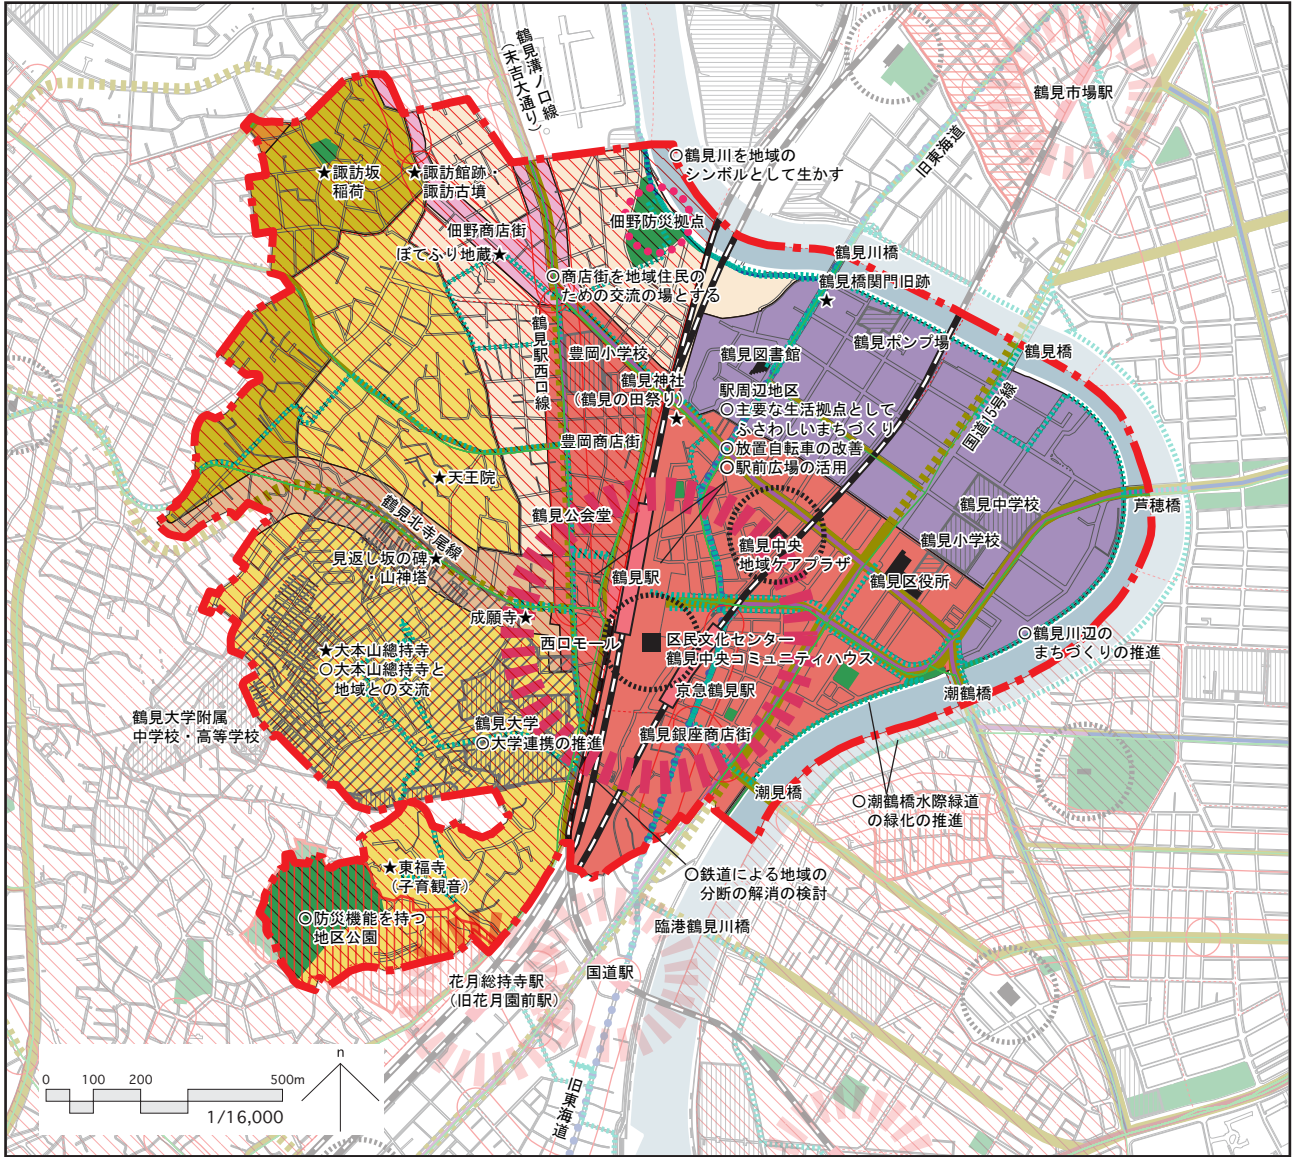 鶴見溝ノ口線
（末吉大通り）
鶴見市場駅
旧東海道
○鶴見川を地域の
シンボルとして生かす
★諏訪坂
稲荷
★諏訪館跡・
諏訪古墳
佃野商店街
ぽてふり地蔵★
佃野防災拠点
鶴見川橋
鶴見橋関門旧跡
★
○商店街を地域住民の
ための交流の場とする
鶴見駅西口線
豊岡小学校
鶴見図書館
鶴見ポンプ場
鶴見橋
国道15号線
鶴見神社
（鶴見の田祭り）
★
駅周辺地区
○主要な生活拠点として
ふさわしいまちづくり
○放置自転車の改善
○駅前広場の活用
豊岡商店街
★天王院
鶴見公会堂
鶴見北寺尾線
見返し坂の碑★
・山神塔
鶴見中学校
芦穂橋
鶴見小学校
鶴見中央
地域ケアプラザ
鶴見区役所
鶴見駅
成願寺★
西口モール
区民文化センター
鶴見中央コミュニティハウス
○鶴見川辺の
まちづくりの推進
★大本山總持寺
○大本山總持寺と
地域との交流
京急鶴見駅
潮鶴橋
鶴見大学附属
中学校・高等学校
鶴見大学
○大学連携の推進
鶴見銀座商店街
潮見橋
○潮鶴橋水際緑道
の緑化の推進
★東福寺
（子育観音）
○鉄道による地域の
分断の解消の検討
○防災機能を持つ
地区公園
臨港鶴見川橋
花月総持寺駅
（旧花月園前駅）
国道駅
旧東海道
n
0 100 200 500m
1/16,000